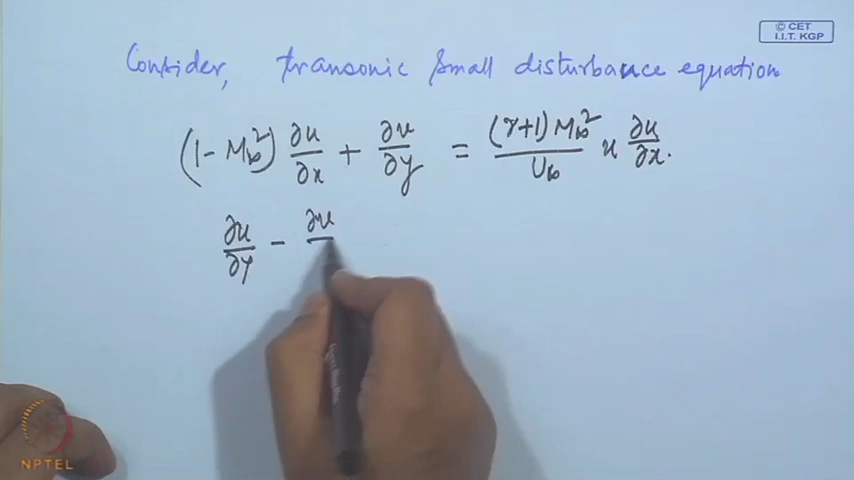 © CET
I.I.T. KGP
Consider, transonic small disturbance equation
(1 - M∞²) ∂u/∂x + ∂v/∂y = (γ+1) M∞² / U∞ u ∂u/∂x.
∂u/∂y - ∂v
NPTEL